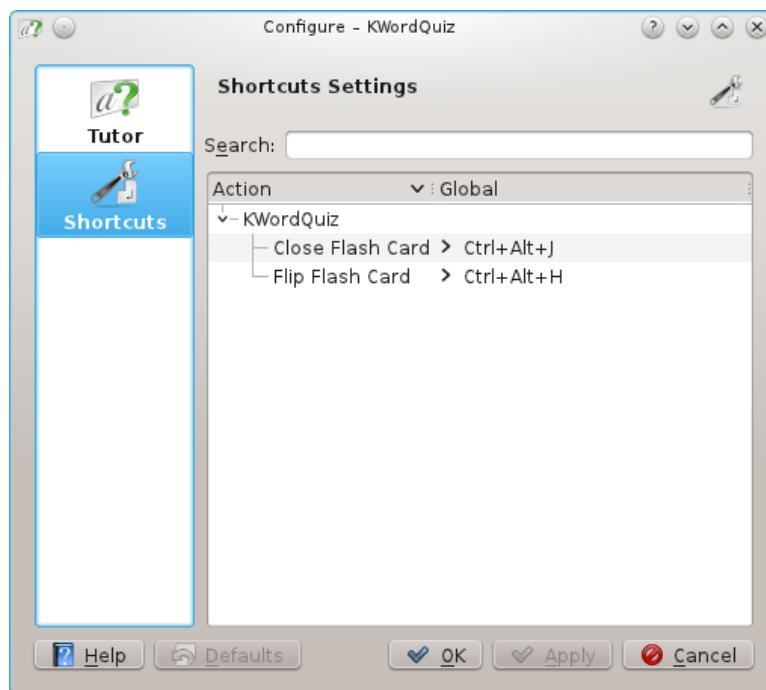 Configure – KWordQuiz
Tutor
Shortcuts
Shortcuts Settings
Search:
Action Global
KWordQuiz
Close Flash Card Ctrl+Alt+J
Flip Flash Card Ctrl+Alt+H
Help Defaults OK Apply Cancel